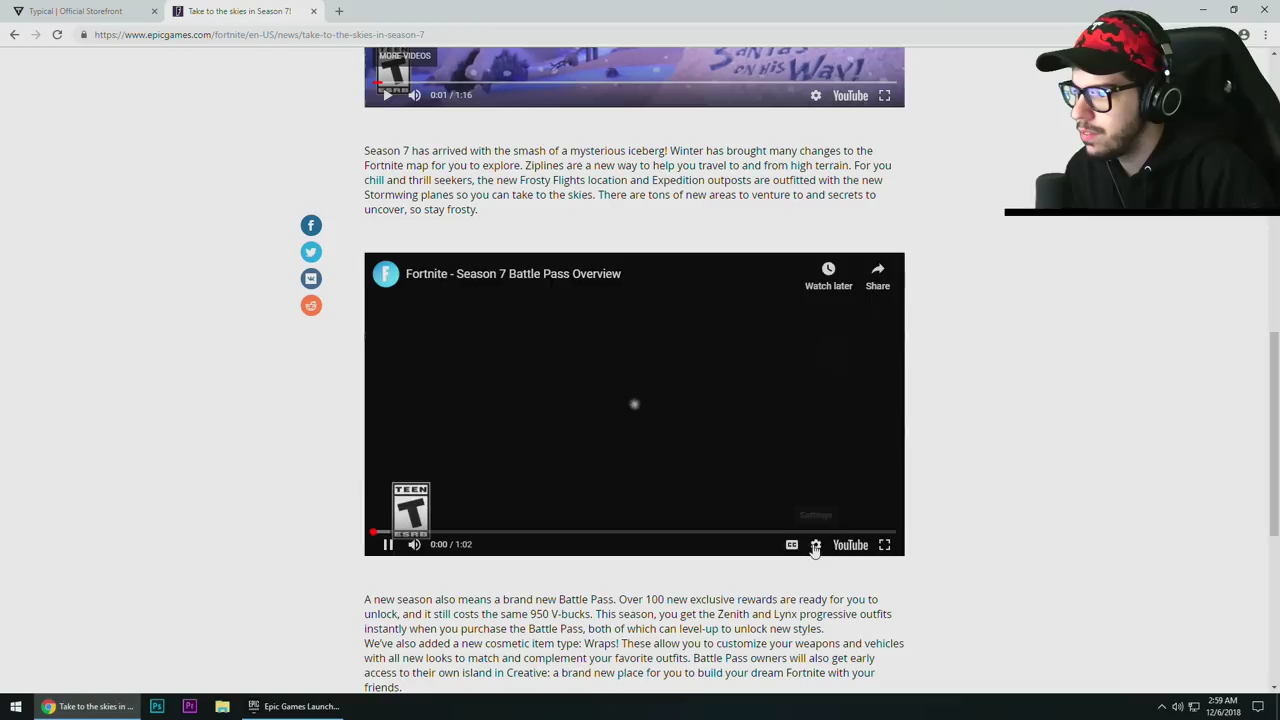 Typical | Official Storefront
Take to the skies in Season 7!
https://www.epicgames.com/fortnite/en-US/news/take-to-the-skies-in-season-7
MORE VIDEOS
SANTA'S
ON HIS WAY!
T
ESRB
0:01 / 1:16
YouTube
Season 7 has arrived with the smash of a mysterious iceberg! Winter has brought many changes to the
Fortnite map for you to explore. Ziplines are a new way to help you travel to and from high terrain. For you
chill and thrill seekers, the new Frosty Flights location and Expedition outposts are outfitted with the new
Stormwing planes so you can take to the skies. There are tons of new areas to venture to and secrets to
uncover, so stay frosty.
Fortnite - Season 7 Battle Pass Overview
Watch later
Share
TEEN
T
ESRB
Settings
0:00 / 1:02
CC
YouTube
A new season also means a brand new Battle Pass. Over 100 new exclusive rewards are ready for you to
unlock, and it still costs the same 950 V-bucks. This season, you get the Zenith and Lynx progressive outfits
instantly when you purchase the Battle Pass, both of which can level-up to unlock new styles.
We've also added a new cosmetic item type: Wraps! These allow you to customize your weapons and vehicles
with all new looks to match and complement your favorite outfits. Battle Pass owners will also get early
access to their own island in Creative: a brand new place for you to build your dream Fortnite with your
friends.
Take to the skies in ...
Ps
Pr
EPIC
Epic Games Launch...
2:59 AM
12/6/2018